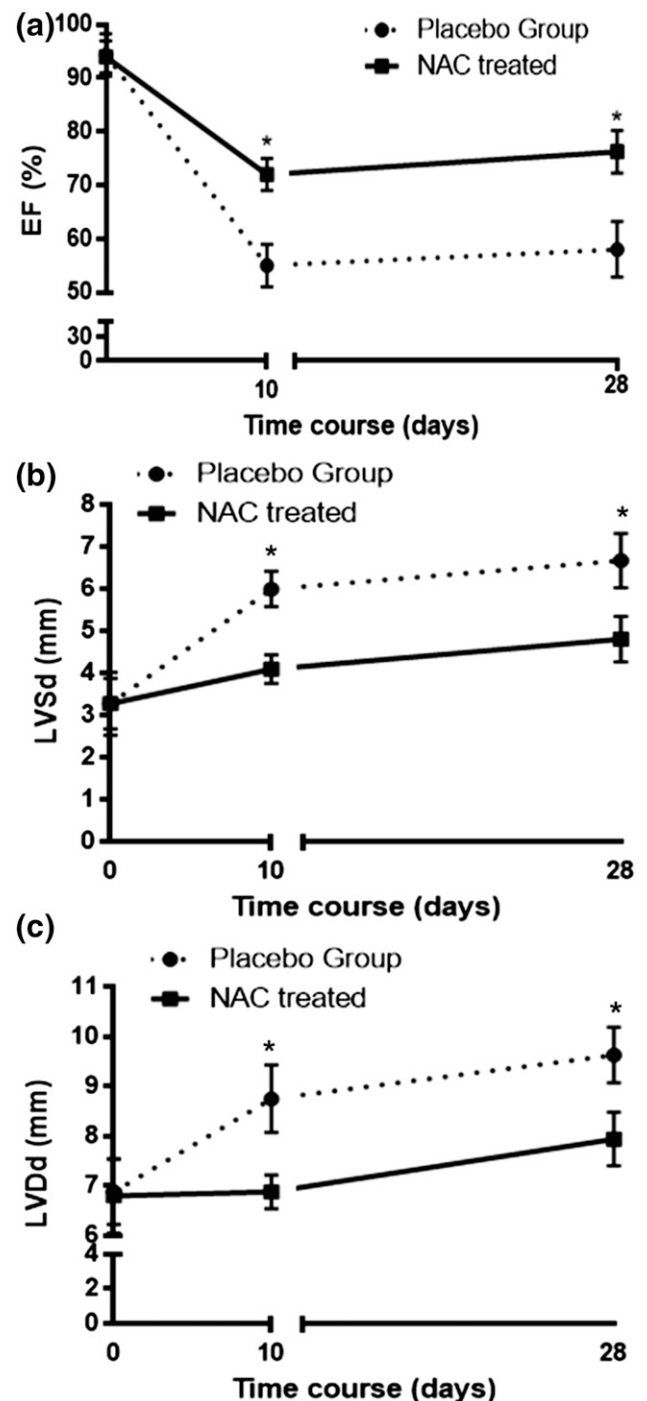 (a)
Placebo Group
NAC treated
EF (%)
100
90
80
70
60
50
30
0
*
*
10
28
Time course (days)
(b)
Placebo Group
NAC treated
LVSd (mm)
8
7
6
5
4
3
2
1
0
*
*
0
10
28
Time course (days)
(c)
Placebo Group
NAC treated
LVDd (mm)
11
10
9
8
7
6
4
2
0
*
*
0
10
28
Time course (days)